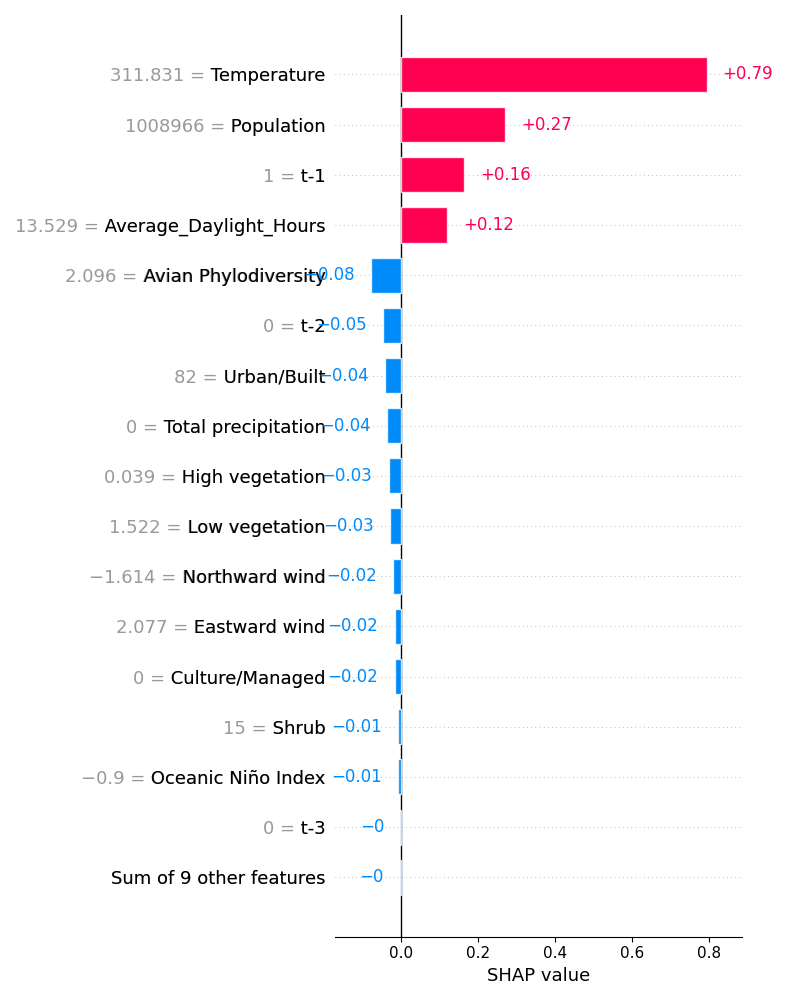 311.831 = Temperature +0.79
1008966 = Population +0.27
1 = t-1 +0.16
13.529 = Average_Daylight_Hours +0.12
2.096 = Avian Phylodiversity −0.08
0 = t-2 −0.05
82 = Urban/Built −0.04
0 = Total precipitation −0.04
0.039 = High vegetation −0.03
1.522 = Low vegetation −0.03
−1.614 = Northward wind −0.02
2.077 = Eastward wind −0.02
0 = Culture/Managed −0.02
15 = Shrub −0.01
−0.9 = Oceanic Niño Index −0.01
0 = t-3 −0
Sum of 9 other features −0
0.0 0.2 0.4 0.6 0.8
SHAP value